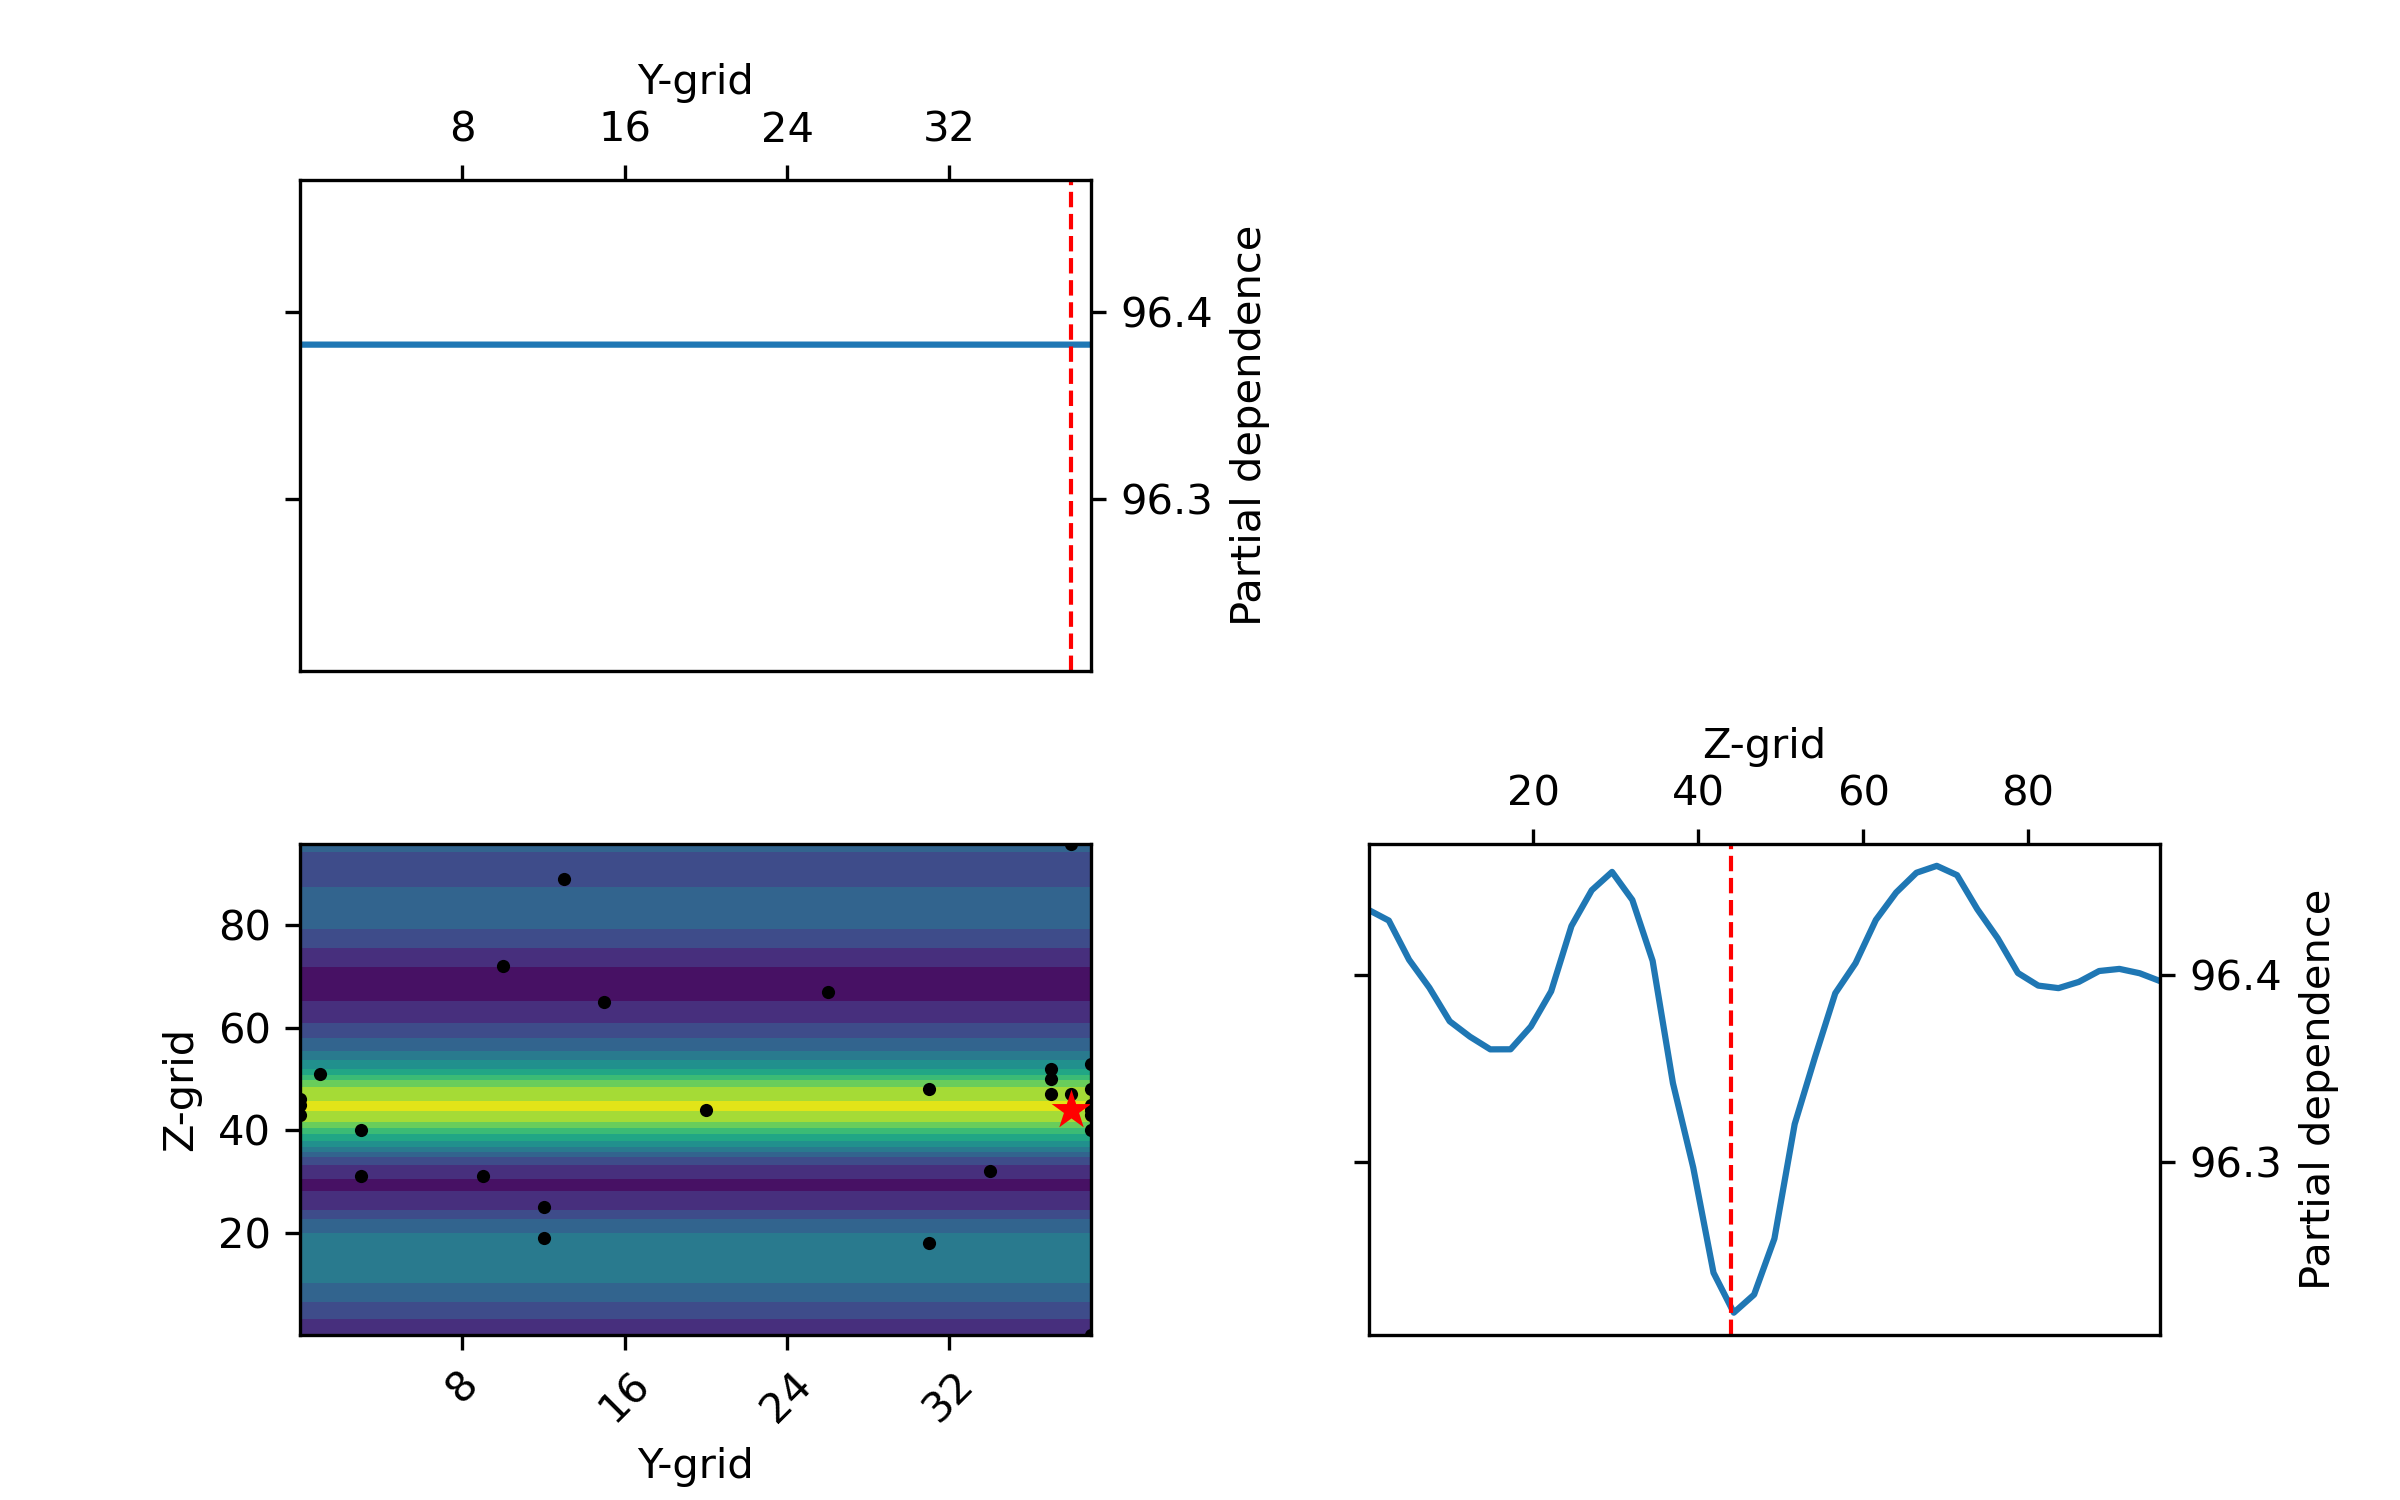 Y-grid
8 16 24 32
96.4
96.3
Partial dependence
Z-grid
20 40 60 80
80
60
40
20
Z-grid
8 16 24 32
Y-grid
96.4
96.3
Partial dependence